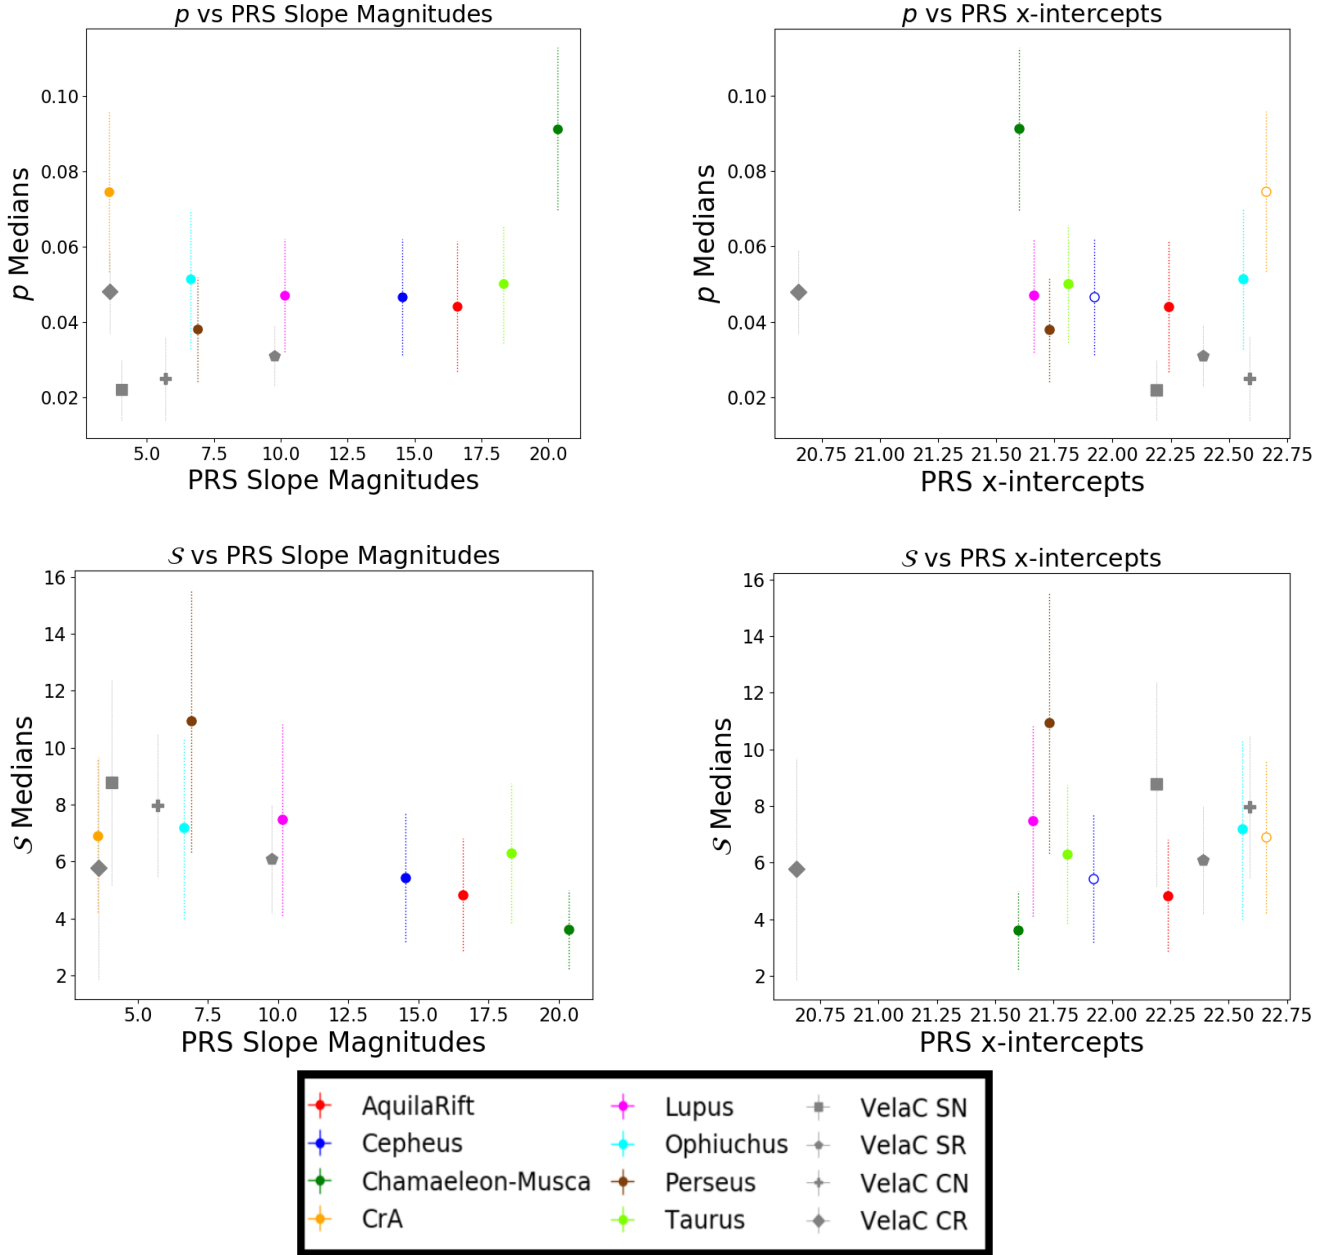 p vs PRS Slope Magnitudes
0.10
0.08
0.06
0.04
0.02
p Medians
5.0 7.5 10.0 12.5 15.0 17.5 20.0
PRS Slope Magnitudes
p vs PRS x-intercepts
0.10
0.08
0.06
0.04
0.02
p Medians
20.75 21.00 21.25 21.50 21.75 22.00 22.25 22.50 22.75
PRS x-intercepts
𝒮 vs PRS Slope Magnitudes
16
14
12
10
8
6
4
2
𝒮 Medians
5.0 7.5 10.0 12.5 15.0 17.5 20.0
PRS Slope Magnitudes
𝒮 vs PRS x-intercepts
16
14
12
10
8
6
4
2
𝒮 Medians
20.75 21.00 21.25 21.50 21.75 22.00 22.25 22.50 22.75
PRS x-intercepts
AquilaRift
Cepheus
Chamaeleon-Musca
CrA
Lupus
Ophiuchus
Perseus
Taurus
VelaC SN
VelaC SR
VelaC CN
VelaC CR